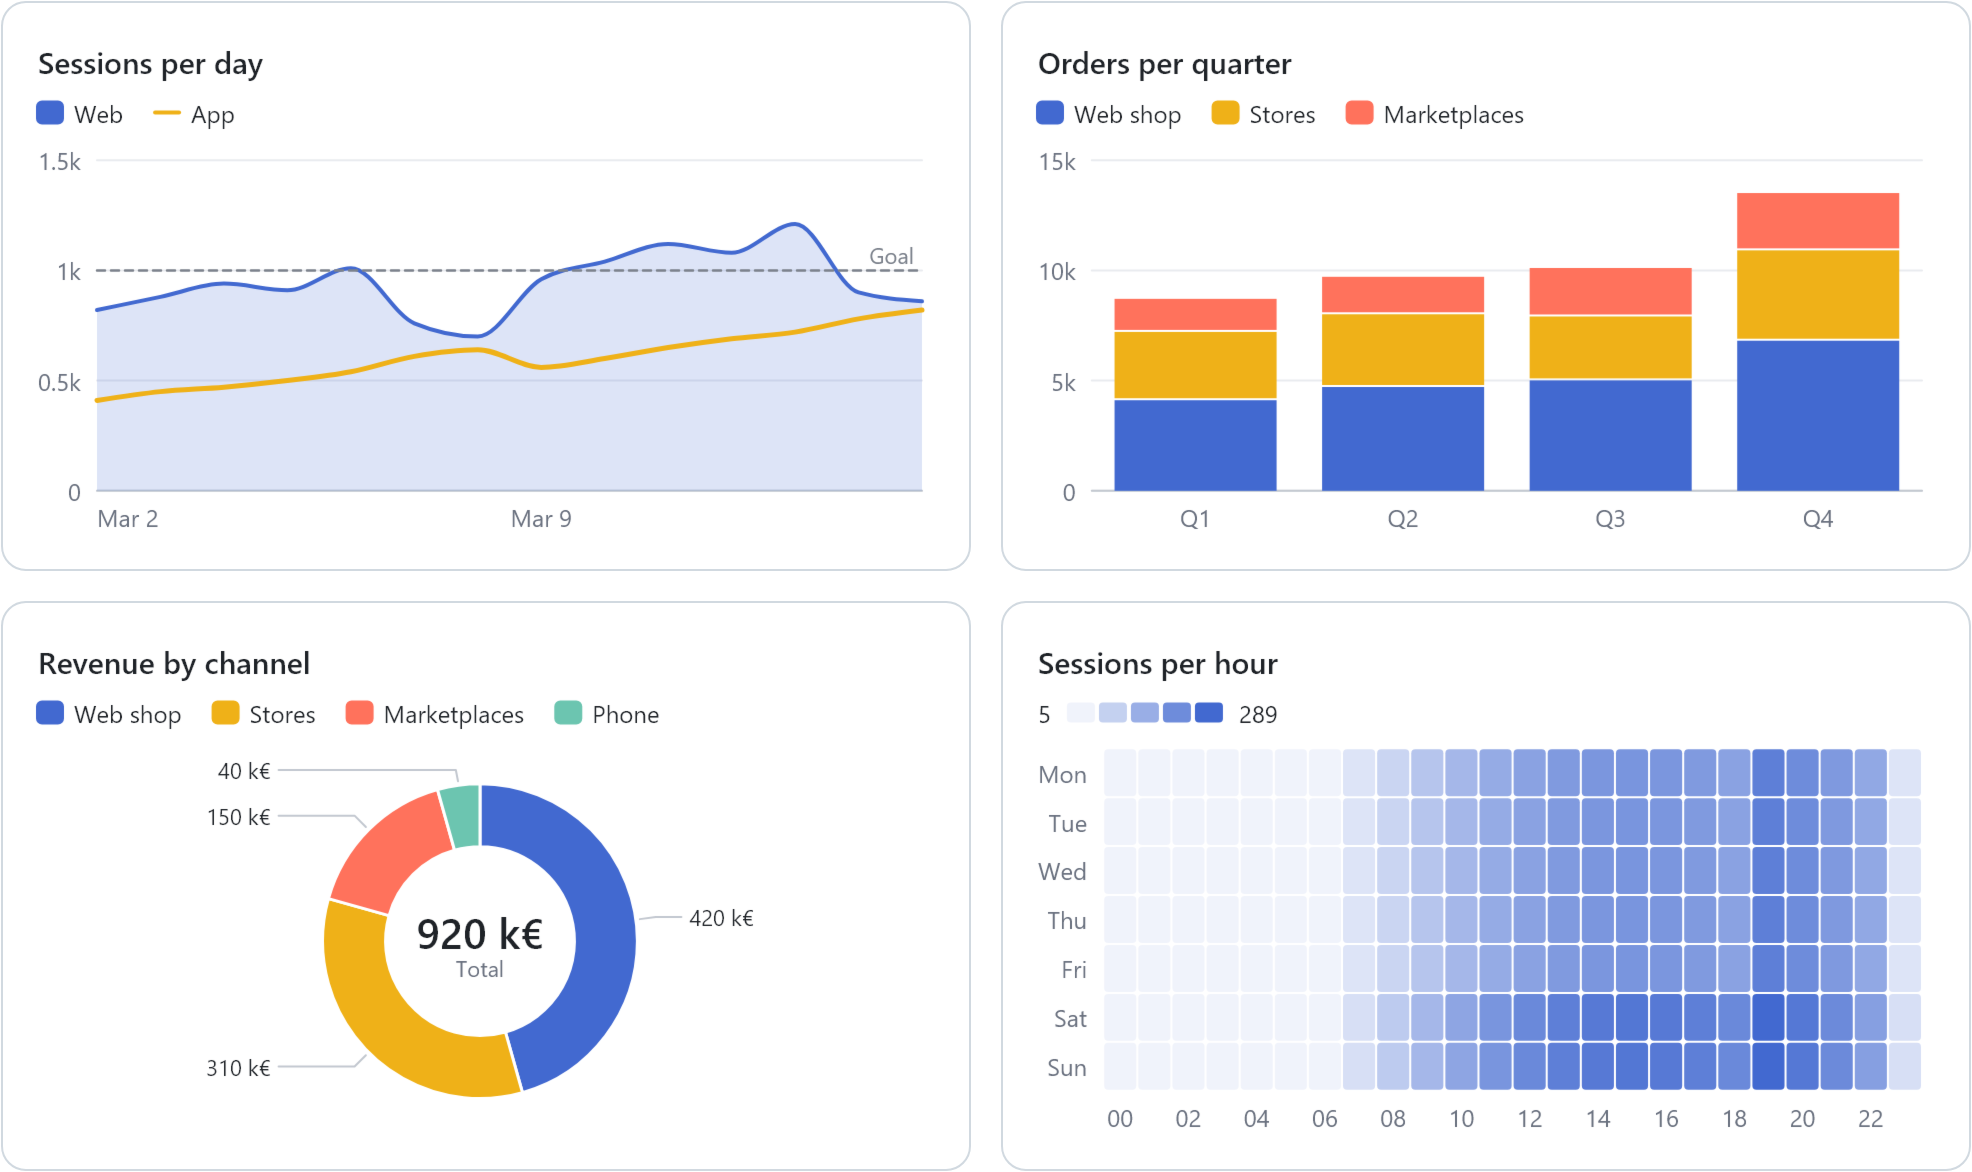 Sessions per day
Web App
1.5k
1k
0.5k
0
Goal
Mar 2 Mar 9
Orders per quarter
Web shop Stores Marketplaces
15k
10k
5k
0
Q1 Q2 Q3 Q4
Revenue by channel
Web shop Stores Marketplaces Phone
40 k€
150 k€
420 k€
920 k€
Total
310 k€
Sessions per hour
5 289
Mon
Tue
Wed
Thu
Fri
Sat
Sun
00 02 04 06 08 10 12 14 16 18 20 22